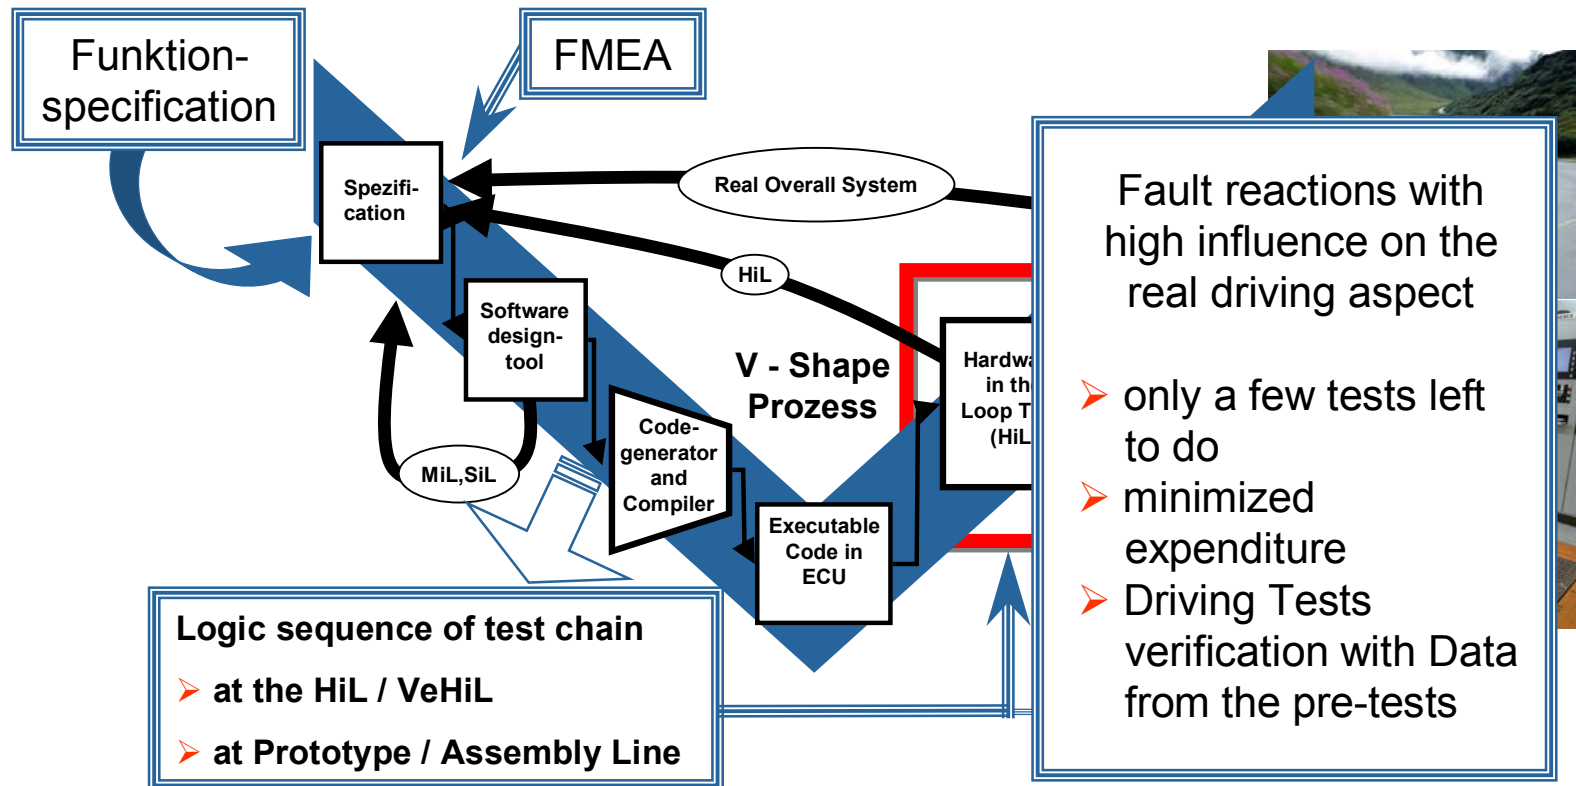 Funktion-
specification
FMEA
Spezifi-
cation
Real Overall System
HiL
Software
design-
tool
MiL,SiL
Code-
generator
and
Compiler
V - Shape
Prozess
Executable
Code in
ECU
in
Loop
(HiL
Logic sequence of test chain
➢ at the HiL / VeHiL
➢ at Prototype / Assembly Line
Fault reactions with
high influence on the
real driving aspect
➢ only a few tests left
to do
➢ minimized
expenditure
➢ Driving Tests
verification with Data
from the pre-tests